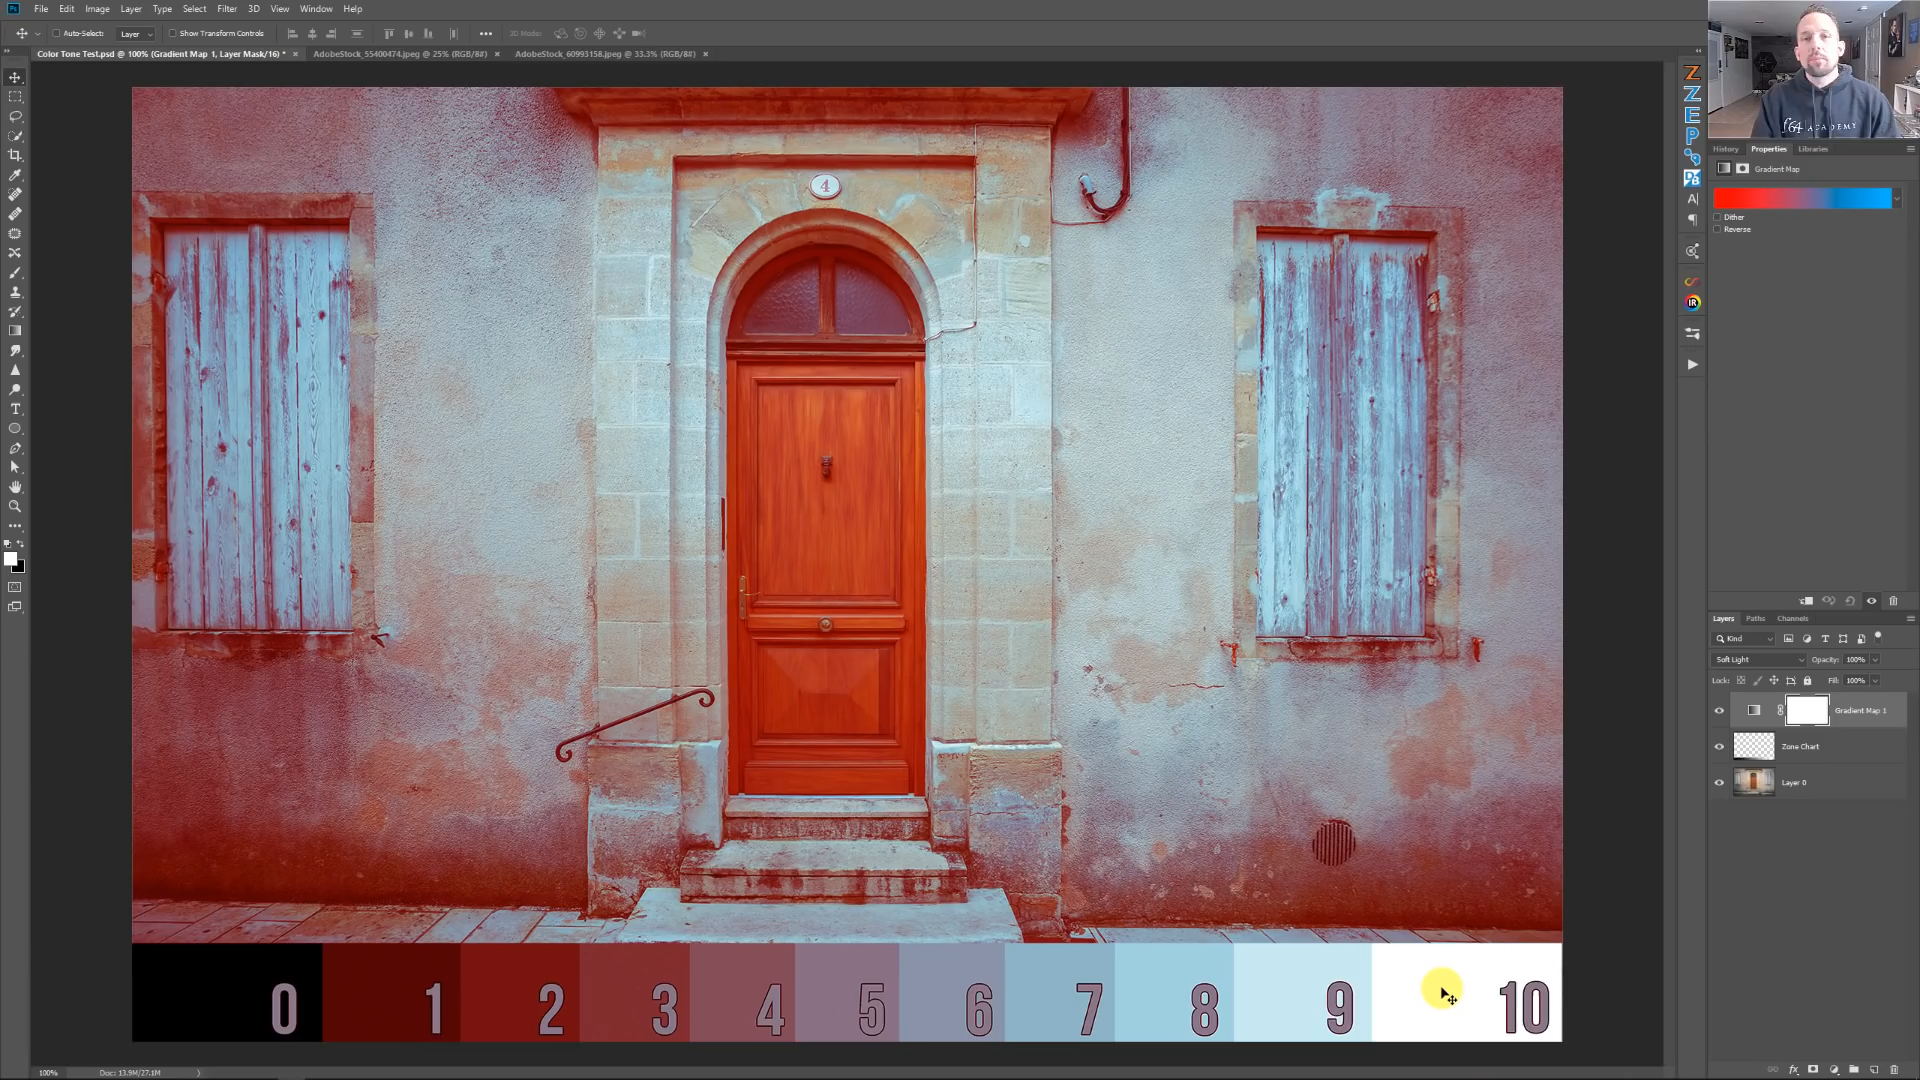 File Edit Image Layer Type Select Filter 3D View Window Help
Auto-Select: Layer Show Transform Controls 3D Mode:
Color Tone Test.psd @ 100% (Gradient Map 1, Layer Mask/16) * × AdobeStock_55400474.jpeg @ 25% (RGB/8#) × AdobeStock_60993158.jpeg @ 33.3% (RGB/8#) ×
f64 ACADEMY
History Properties Libraries
Gradient Map
Dither
Reverse
4
Layers Paths Channels
Kind
Soft Light Opacity: 100%
Lock: Fill: 100%
Gradient Map 1
Zone Chart
Layer 0
0 1 2 3 4 5 6 7 8 9 10
100% Doc: 13.9M/27.1M